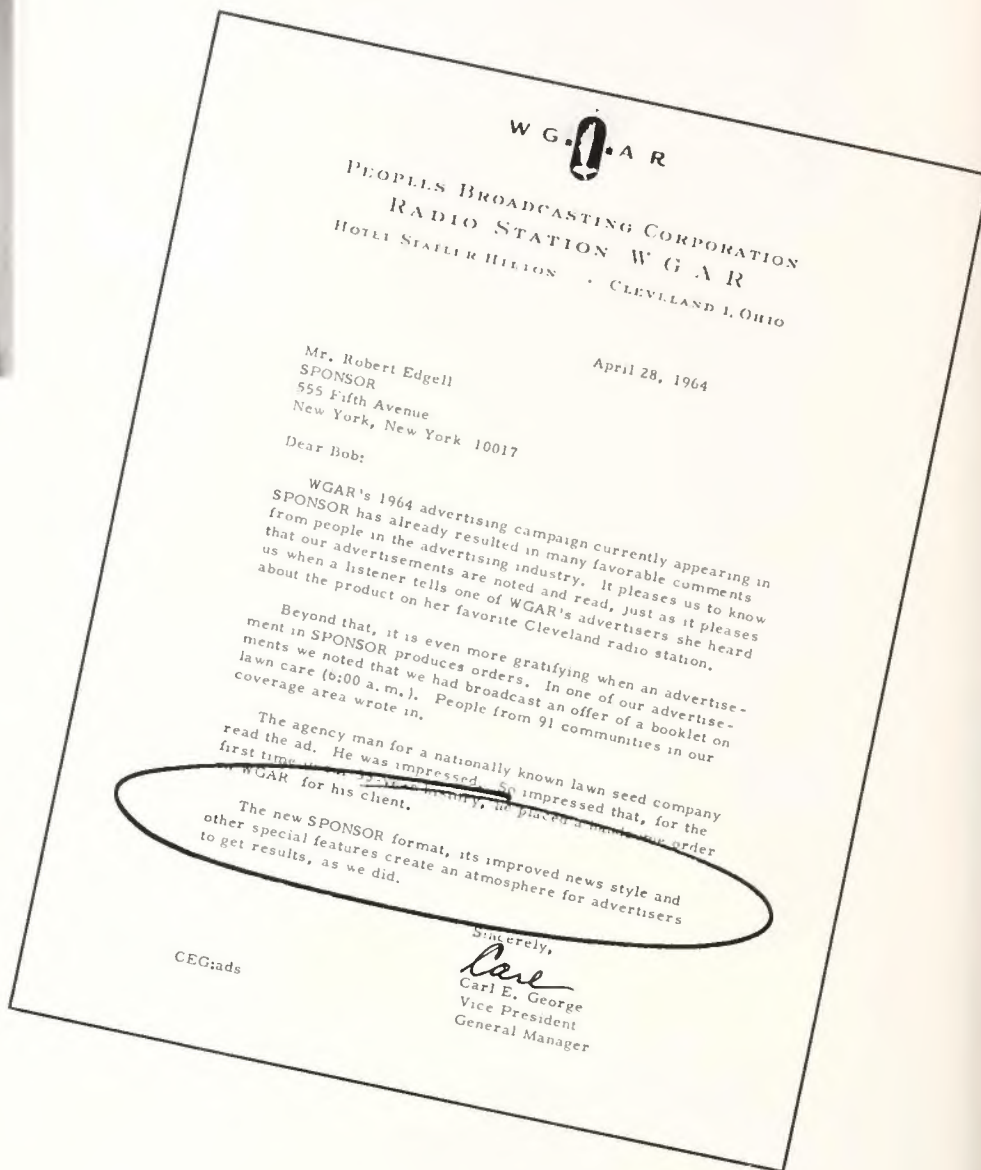 W G A R
PEOPLES BROADCASTING CORPORATION
RADIO STATION W G A R
HOTEL STATLER HILTON • CLEVELAND 1, OHIO
April 28, 1964
Mr. Robert Edgell
SPONSOR
555 Fifth Avenue
New York, New York 10017
Dear Bob:
WGAR's 1964 advertising campaign currently appearing in
SPONSOR has already resulted in many favorable comments
from people in the advertising industry. It pleases us to know
that our advertisements are noted and read, just as it pleases
us when a listener tells one of WGAR's advertisers she heard
about the product on her favorite Cleveland radio station.
Beyond that, it is even more gratifying when an advertise-
ment in SPONSOR produces orders. In one of our advertise-
ments we noted that we had broadcast an offer of a booklet on
lawn care (6:00 a.m.). People from 91 communities in our
coverage area wrote in.
The agency man for a nationally known lawn seed company
read the ad. He was impressed. So impressed that, for the
first time history, he placed a order
WGAR for his client.
The new SPONSOR format, its improved news style and
other special features create an atmosphere for advertisers
to get results, as we did.
Sincerely,
Carl
Carl E. George
Vice President
General Manager
CEG:ads